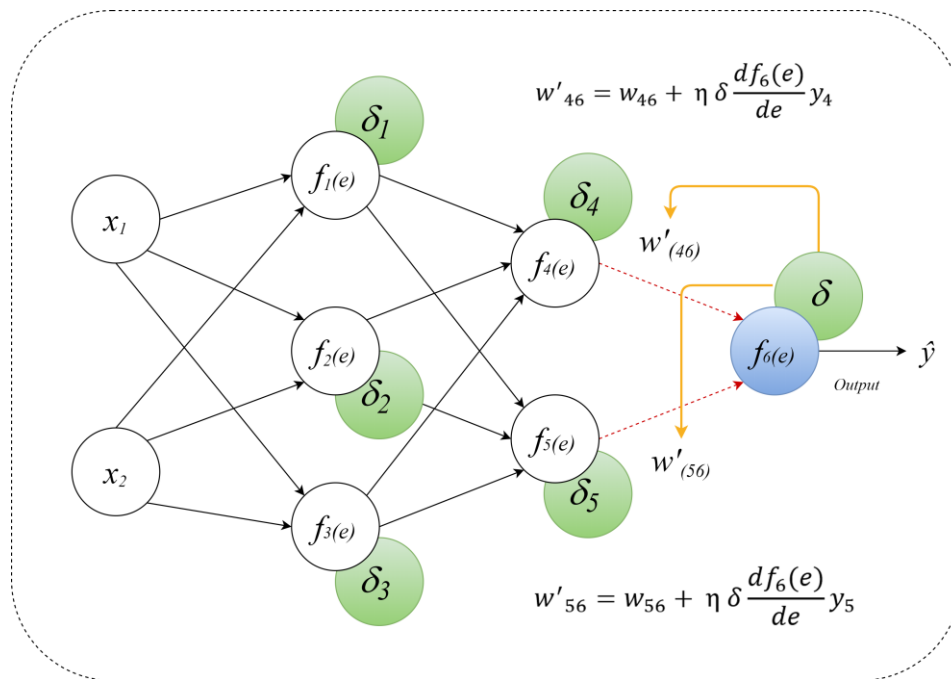 w'₄₆ = w₄₆ + η δ df₆(e)/de y₄
δ₁
f₁(e)
x₁
δ₄
w'₍₄₆₎
f₄(e)
δ
f₂(e)
f₆(e)
ŷ
Output
δ₂
f₅(e)
w'₍₅₆₎
x₂
δ₅
f₃(e)
δ₃
w'₅₆ = w₅₆ + η δ df₆(e)/de y₅